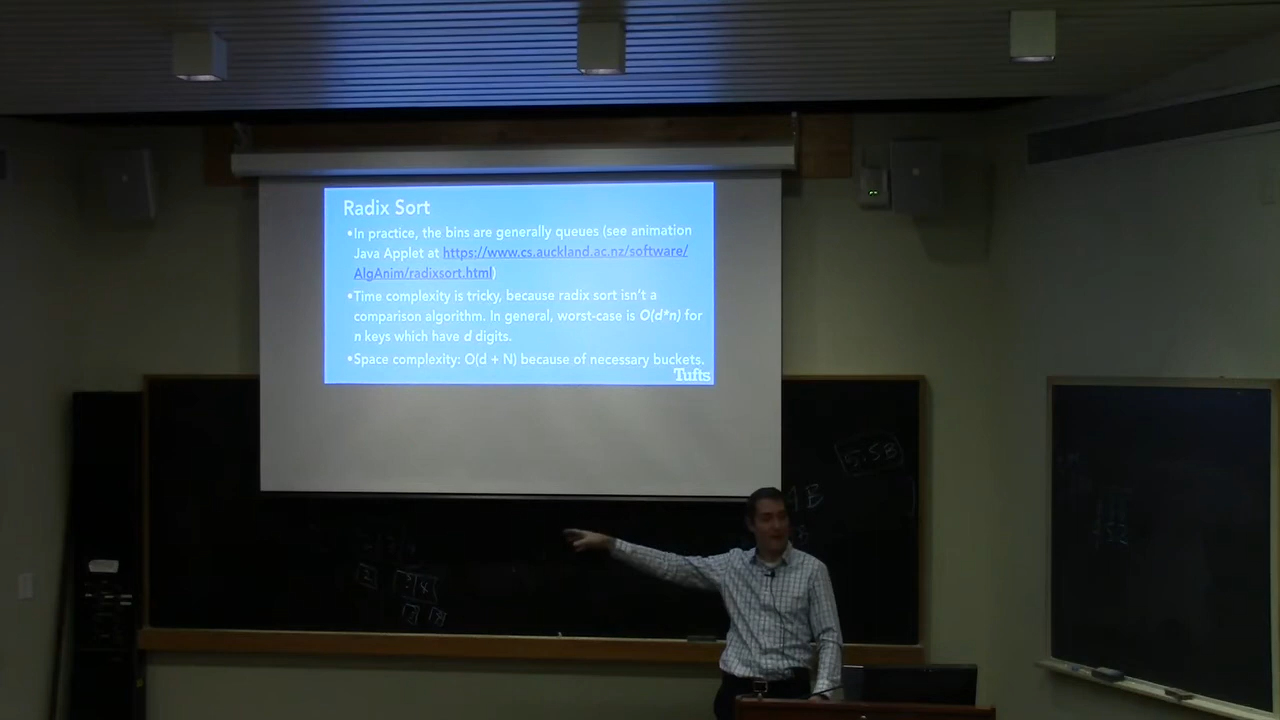 Radix Sort
•In practice, the bins are generally queues (see animation
Java Applet at https://www.cs.auckland.ac.nz/software/
AlgAnim/radixsort.html)
•Time complexity is tricky, because radix sort isn't a
comparison algorithm. In general, worst-case is O(d*n) for
n keys which have d digits.
•Space complexity: O(d + N) because of necessary buckets.
Tufts